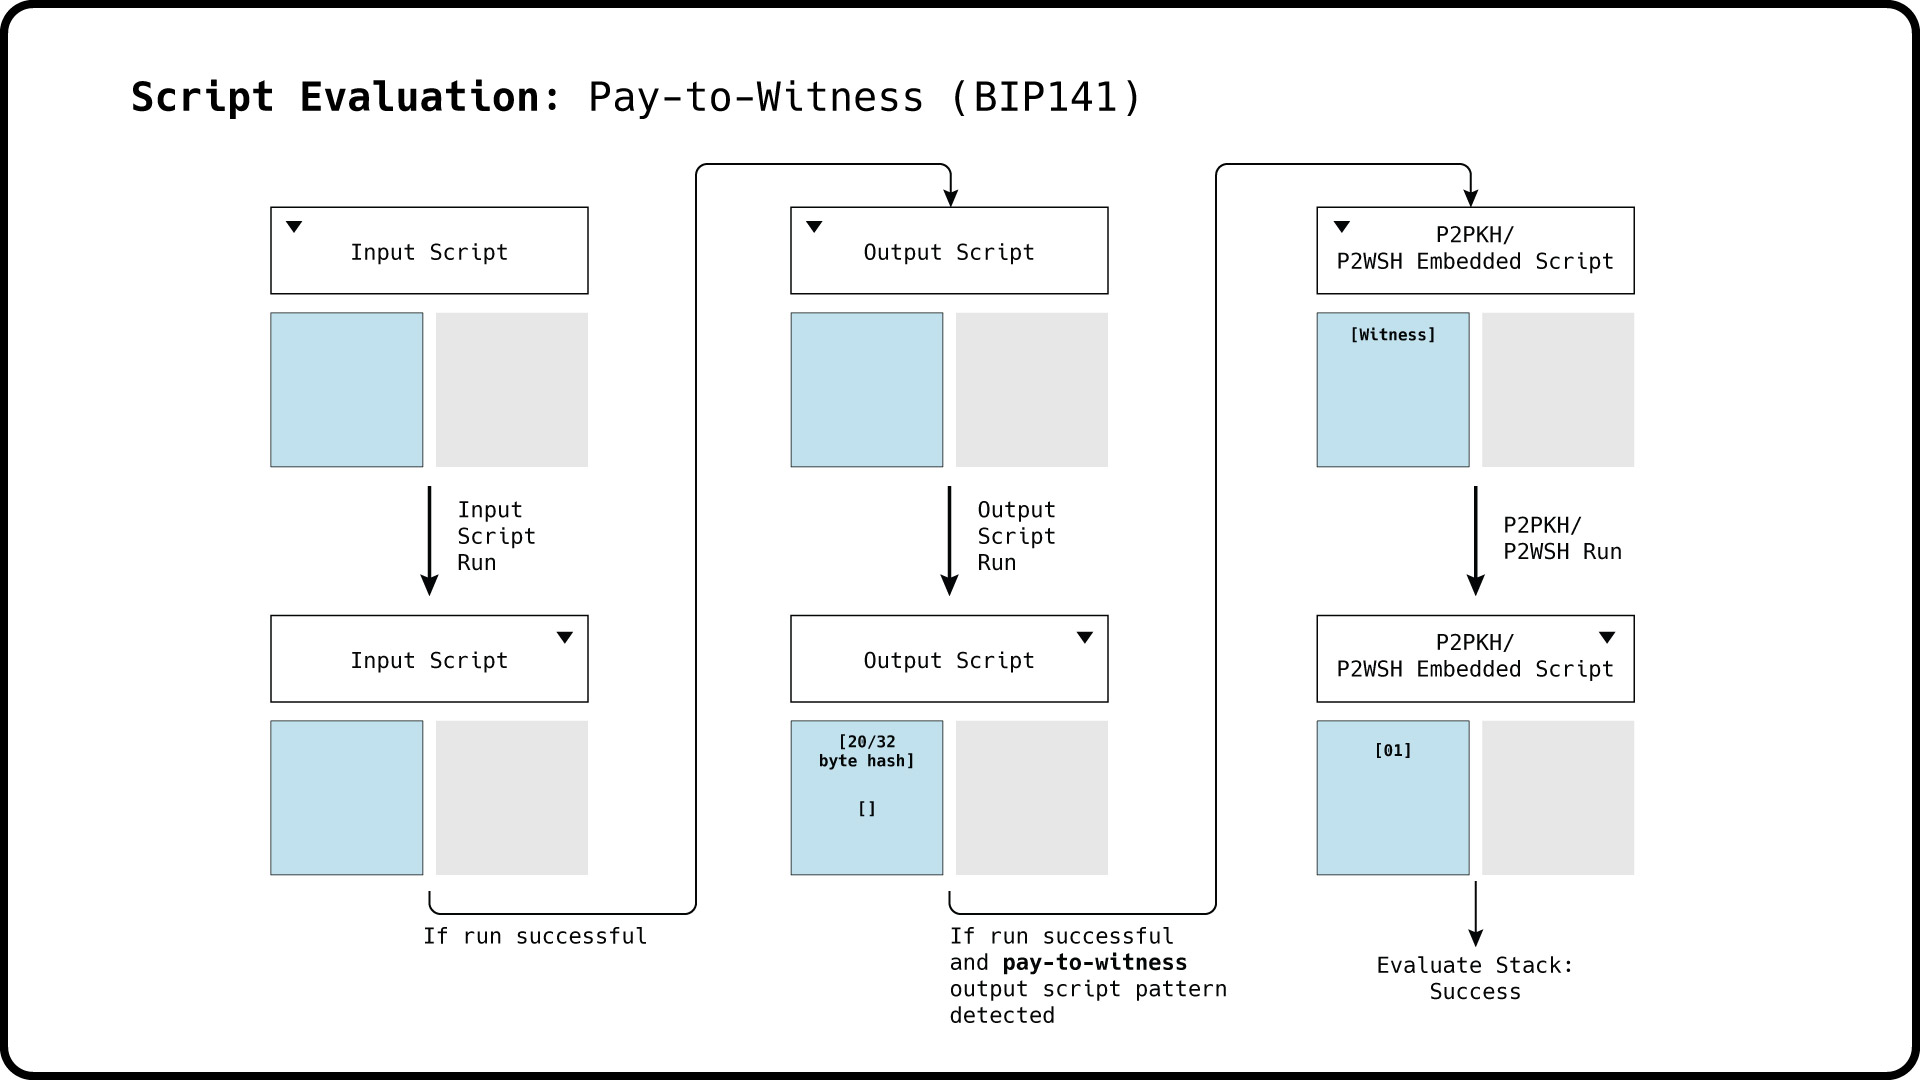 Script Evaluation: Pay-to-Witness (BIP141)
Input Script
Input
Script
Run
Input Script
If run successful
Output Script
Output
Script
Run
Output Script
[20/32
byte hash]
[]
If run successful
and pay-to-witness
output script pattern
detected
P2PKH/
P2WSH Embedded Script
[Witness]
P2PKH/
P2WSH Run
P2PKH/
P2WSH Embedded Script
[01]
Evaluate Stack:
Success